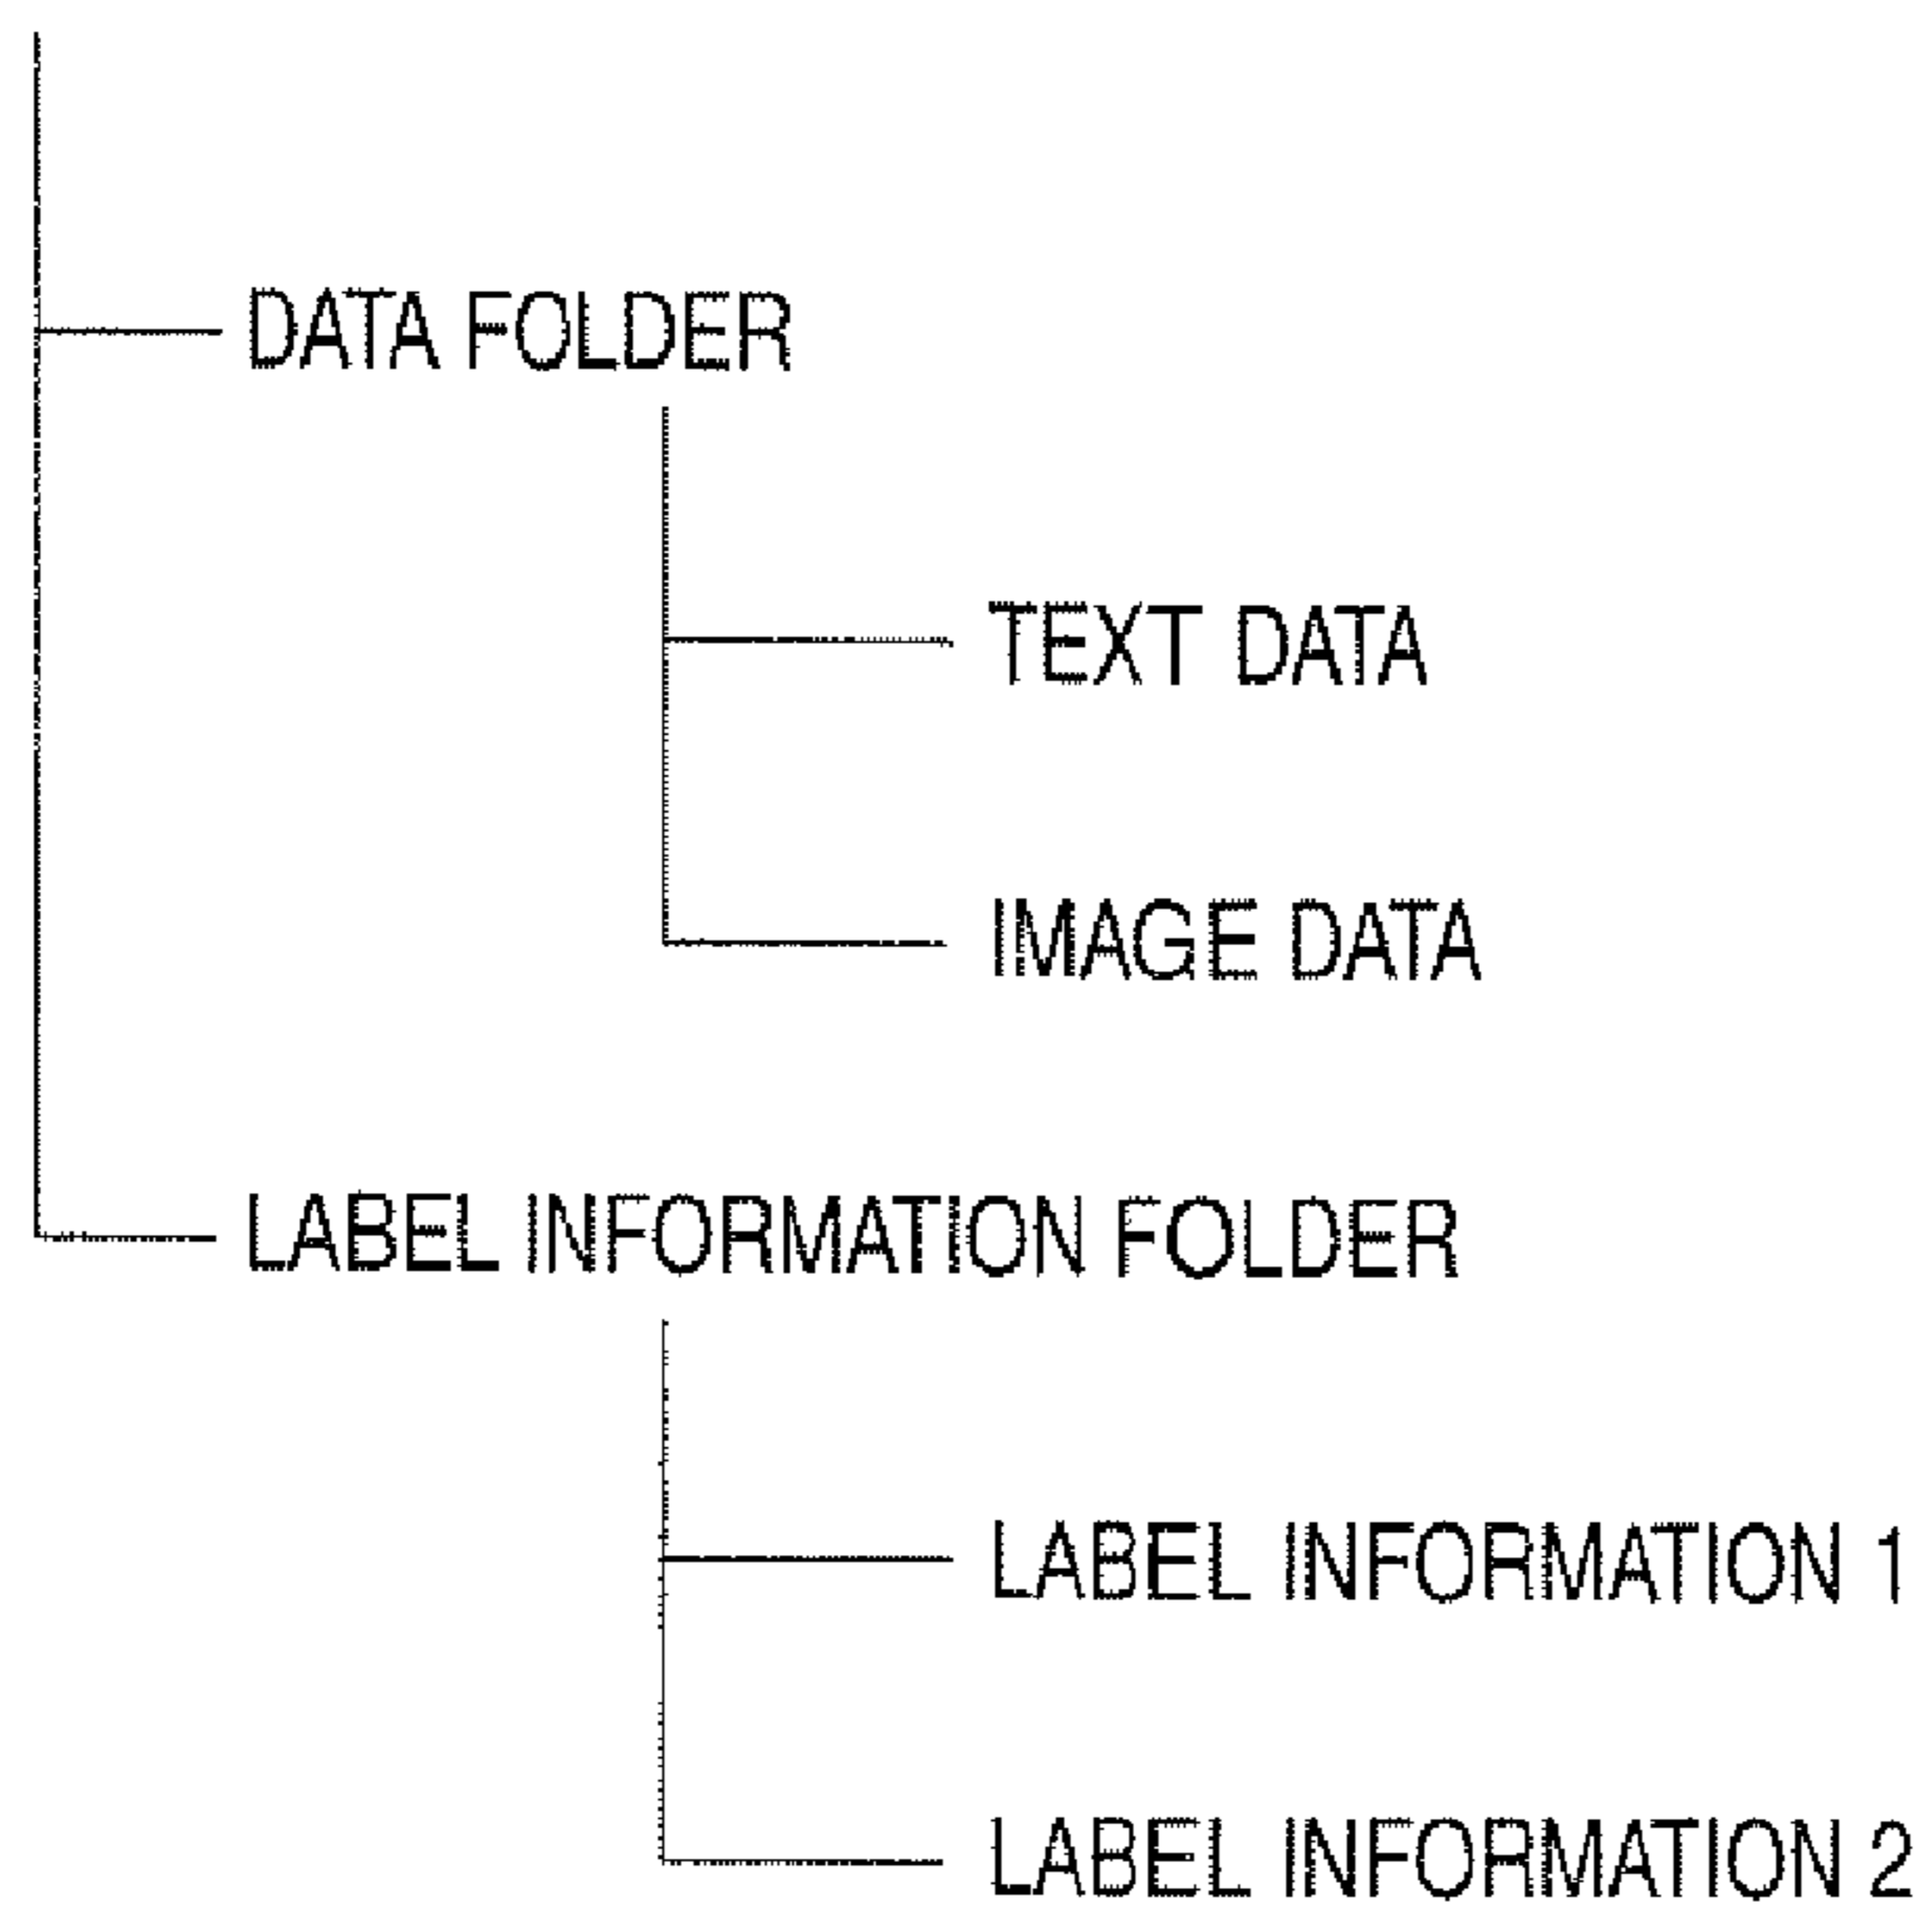 DATA FOLDER
TEXT DATA
IMAGE DATA
LABEL INFORMATION FOLDER
LABEL INFORMATION 1
LABEL INFORMATION 2